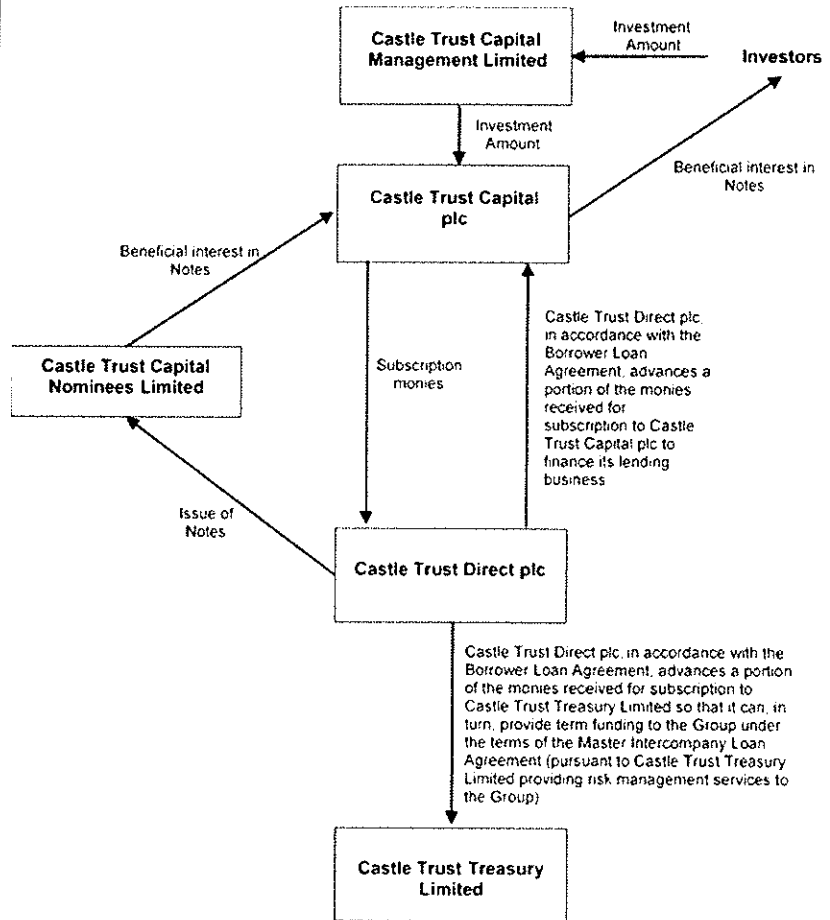 Castle Trust Capital
Management Limited
Investment
Amount
Investors
Investment
Amount
Castle Trust Capital
plc
Beneficial interest in
Notes
Beneficial interest in
Notes
Castle Trust Capital
Nominees Limited
Subscription
monies
Castle Trust Direct plc,
in accordance with the
Borrower Loan
Agreement, advances a
portion of the monies
received for
subscription to Castle
Trust Capital plc to
finance its lending
business
Issue of
Notes
Castle Trust Direct plc
Castle Trust Direct plc, in accordance with the
Borrower Loan Agreement, advances a portion
of the monies received for subscription to
Castle Trust Treasury Limited so that it can, in
turn, provide term funding to the Group under
the terms of the Master Intercompany Loan
Agreement (pursuant to Castle Trust Treasury
Limited providing risk management services to
the Group)
Castle Trust Treasury
Limited